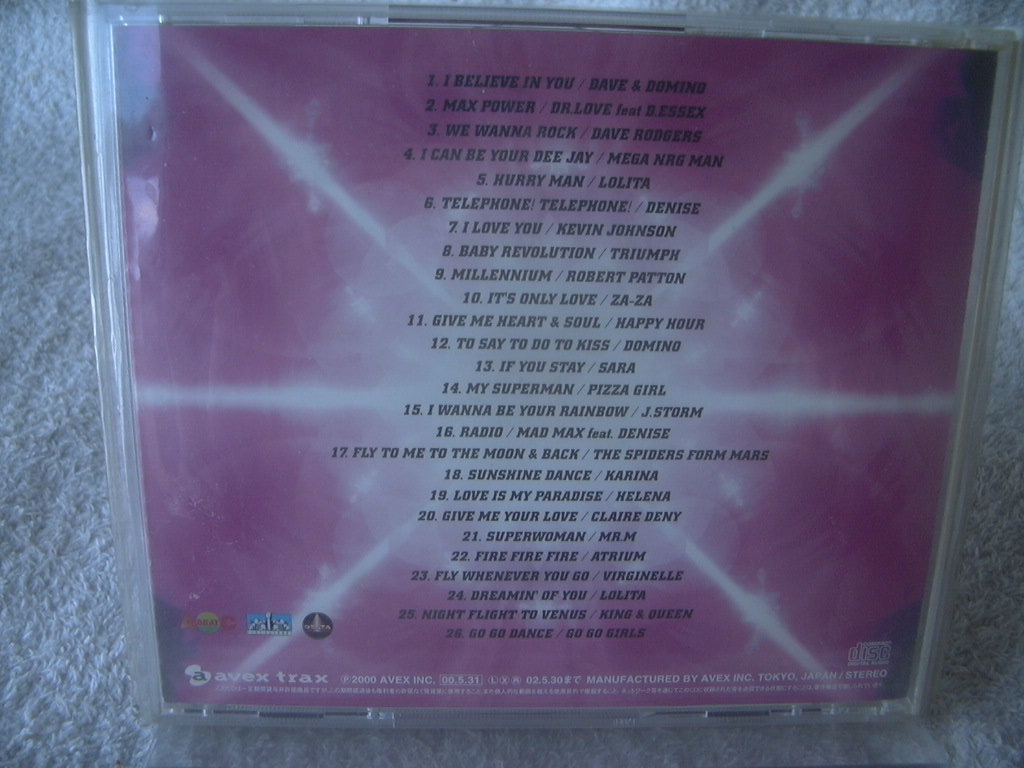 1. I BELIEVE IN YOU / DAVE & DOMINO
2. MAX POWER / DR.LOVE feat D.ESSEX
3. WE WANNA ROCK / DAVE RODGERS
4. I CAN BE YOUR DEE JAY / MEGA NRG MAN
5. HURRY MAN / LOLITA
6. TELEPHONE! TELEPHONE! / DENISE
7. I LOVE YOU / KEVIN JOHNSON
8. BABY REVOLUTION / TRIUMPH
9. MILLENNIUM / ROBERT PATTON
10. IT'S ONLY LOVE / ZA-ZA
11. GIVE ME HEART & SOUL / HAPPY HOUR
12. TO SAY TO DO TO KISS / DOMINO
13. IF YOU STAY / SARA
14. MY SUPERMAN / PIZZA GIRL
15. I WANNA BE YOUR RAINBOW / J.STORM
16. RADIO / MAD MAX feat. DENISE
17. FLY TO ME TO THE MOON & BACK / THE SPIDERS FORM MARS
18. SUNSHINE DANCE / KARINA
19. LOVE IS MY PARADISE / HELENA
20. GIVE ME YOUR LOVE / CLAIRE DENY
21. SUPERWOMAN / MR.M
22. FIRE FIRE FIRE / ATRIUM
23. FLY WHENEVER YOU GO / VIRGINELLE
24. DREAMIN' OF YOU / LOLITA
25. NIGHT FLIGHT TO VENUS / KING & QUEEN
26. GO GO DANCE / GO GO GIRLS
DELTA
COMPACT disc DIGITAL AUDIO
a avex trax ℗2000 AVEX INC. 00.5.31 02.5.30まで MANUFACTURED BY AVEX INC. TOKYO, JAPAN / STEREO